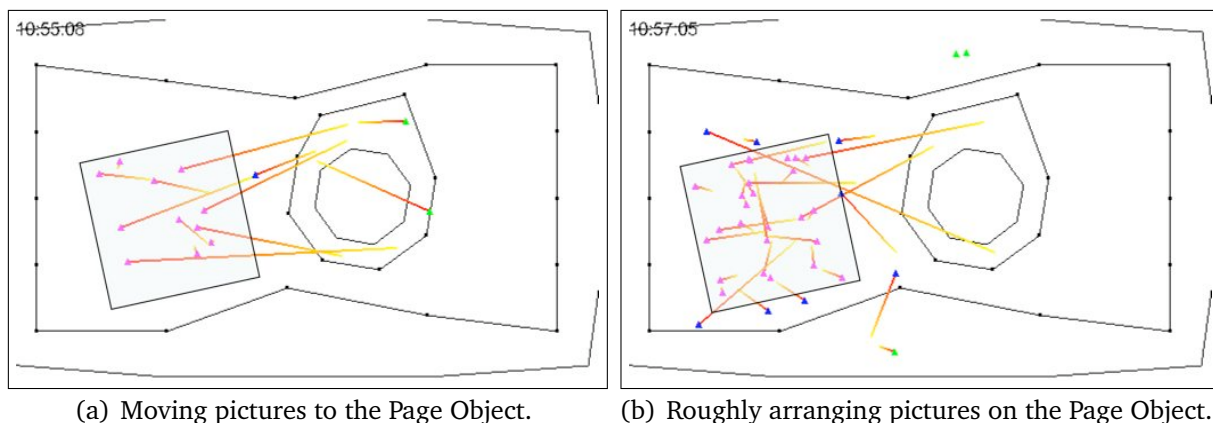 10:55:08
10:57:05
(a) Moving pictures to the Page Object.
(b) Roughly arranging pictures on the Page Object.